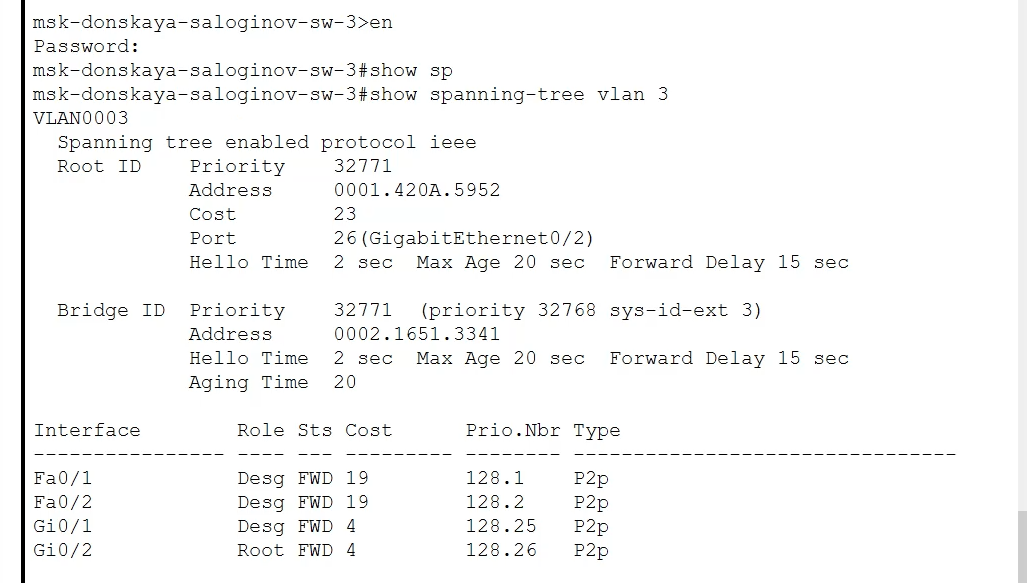 msk-donskaya-saloginov-sw-3>en
Password:
msk-donskaya-saloginov-sw-3#show sp
msk-donskaya-saloginov-sw-3#show spanning-tree vlan 3
VLAN0003
  Spanning tree enabled protocol ieee
  Root ID    Priority    32771
             Address     0001.420A.5952
             Cost        23
             Port        26(GigabitEthernet0/2)
             Hello Time  2 sec  Max Age 20 sec  Forward Delay 15 sec

  Bridge ID  Priority    32771  (priority 32768 sys-id-ext 3)
             Address     0002.1651.3341
             Hello Time  2 sec  Max Age 20 sec  Forward Delay 15 sec
             Aging Time  20

Interface        Role Sts Cost      Prio.Nbr Type
---------------- ---- --- --------- -------- --------------------------------
Fa0/1            Desg FWD 19        128.1    P2p
Fa0/2            Desg FWD 19        128.2    P2p
Gi0/1            Desg FWD 4         128.25   P2p
Gi0/2            Root FWD 4         128.26   P2p